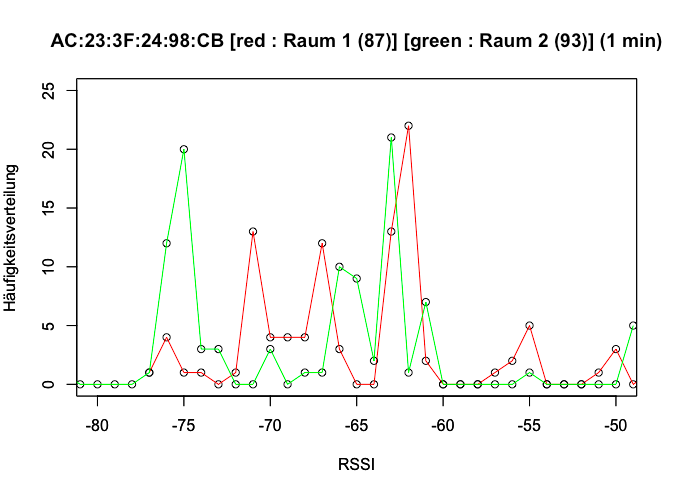 AC:23:3F:24:98:CB [red : Raum 1 (87)] [green : Raum 2 (93)] (1 min)
25
20
15
10
5
0
Häufigkeitsverteilung
-80 -75 -70 -65 -60 -55 -50
RSSI